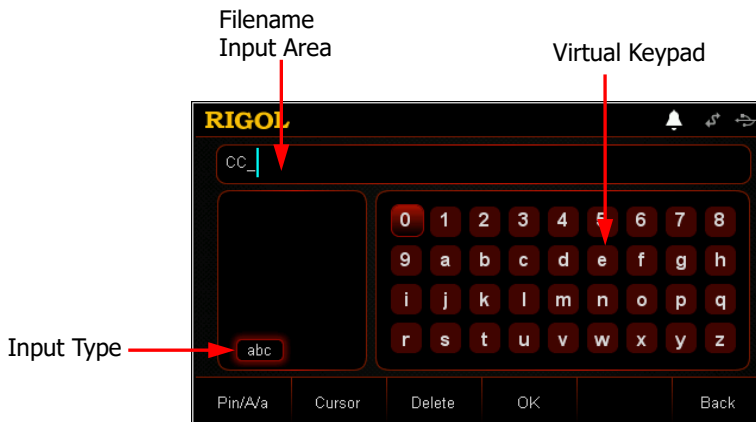 Filename
Input Area
Virtual Keypad
RIGOL
CC_
0 1 2 3 4 5 6 7 8
9 a b c d e f g h
i j k l m n o p q
Input Type
abc
r s t u v w x y z
Pin/A/a Cursor Delete OK Back